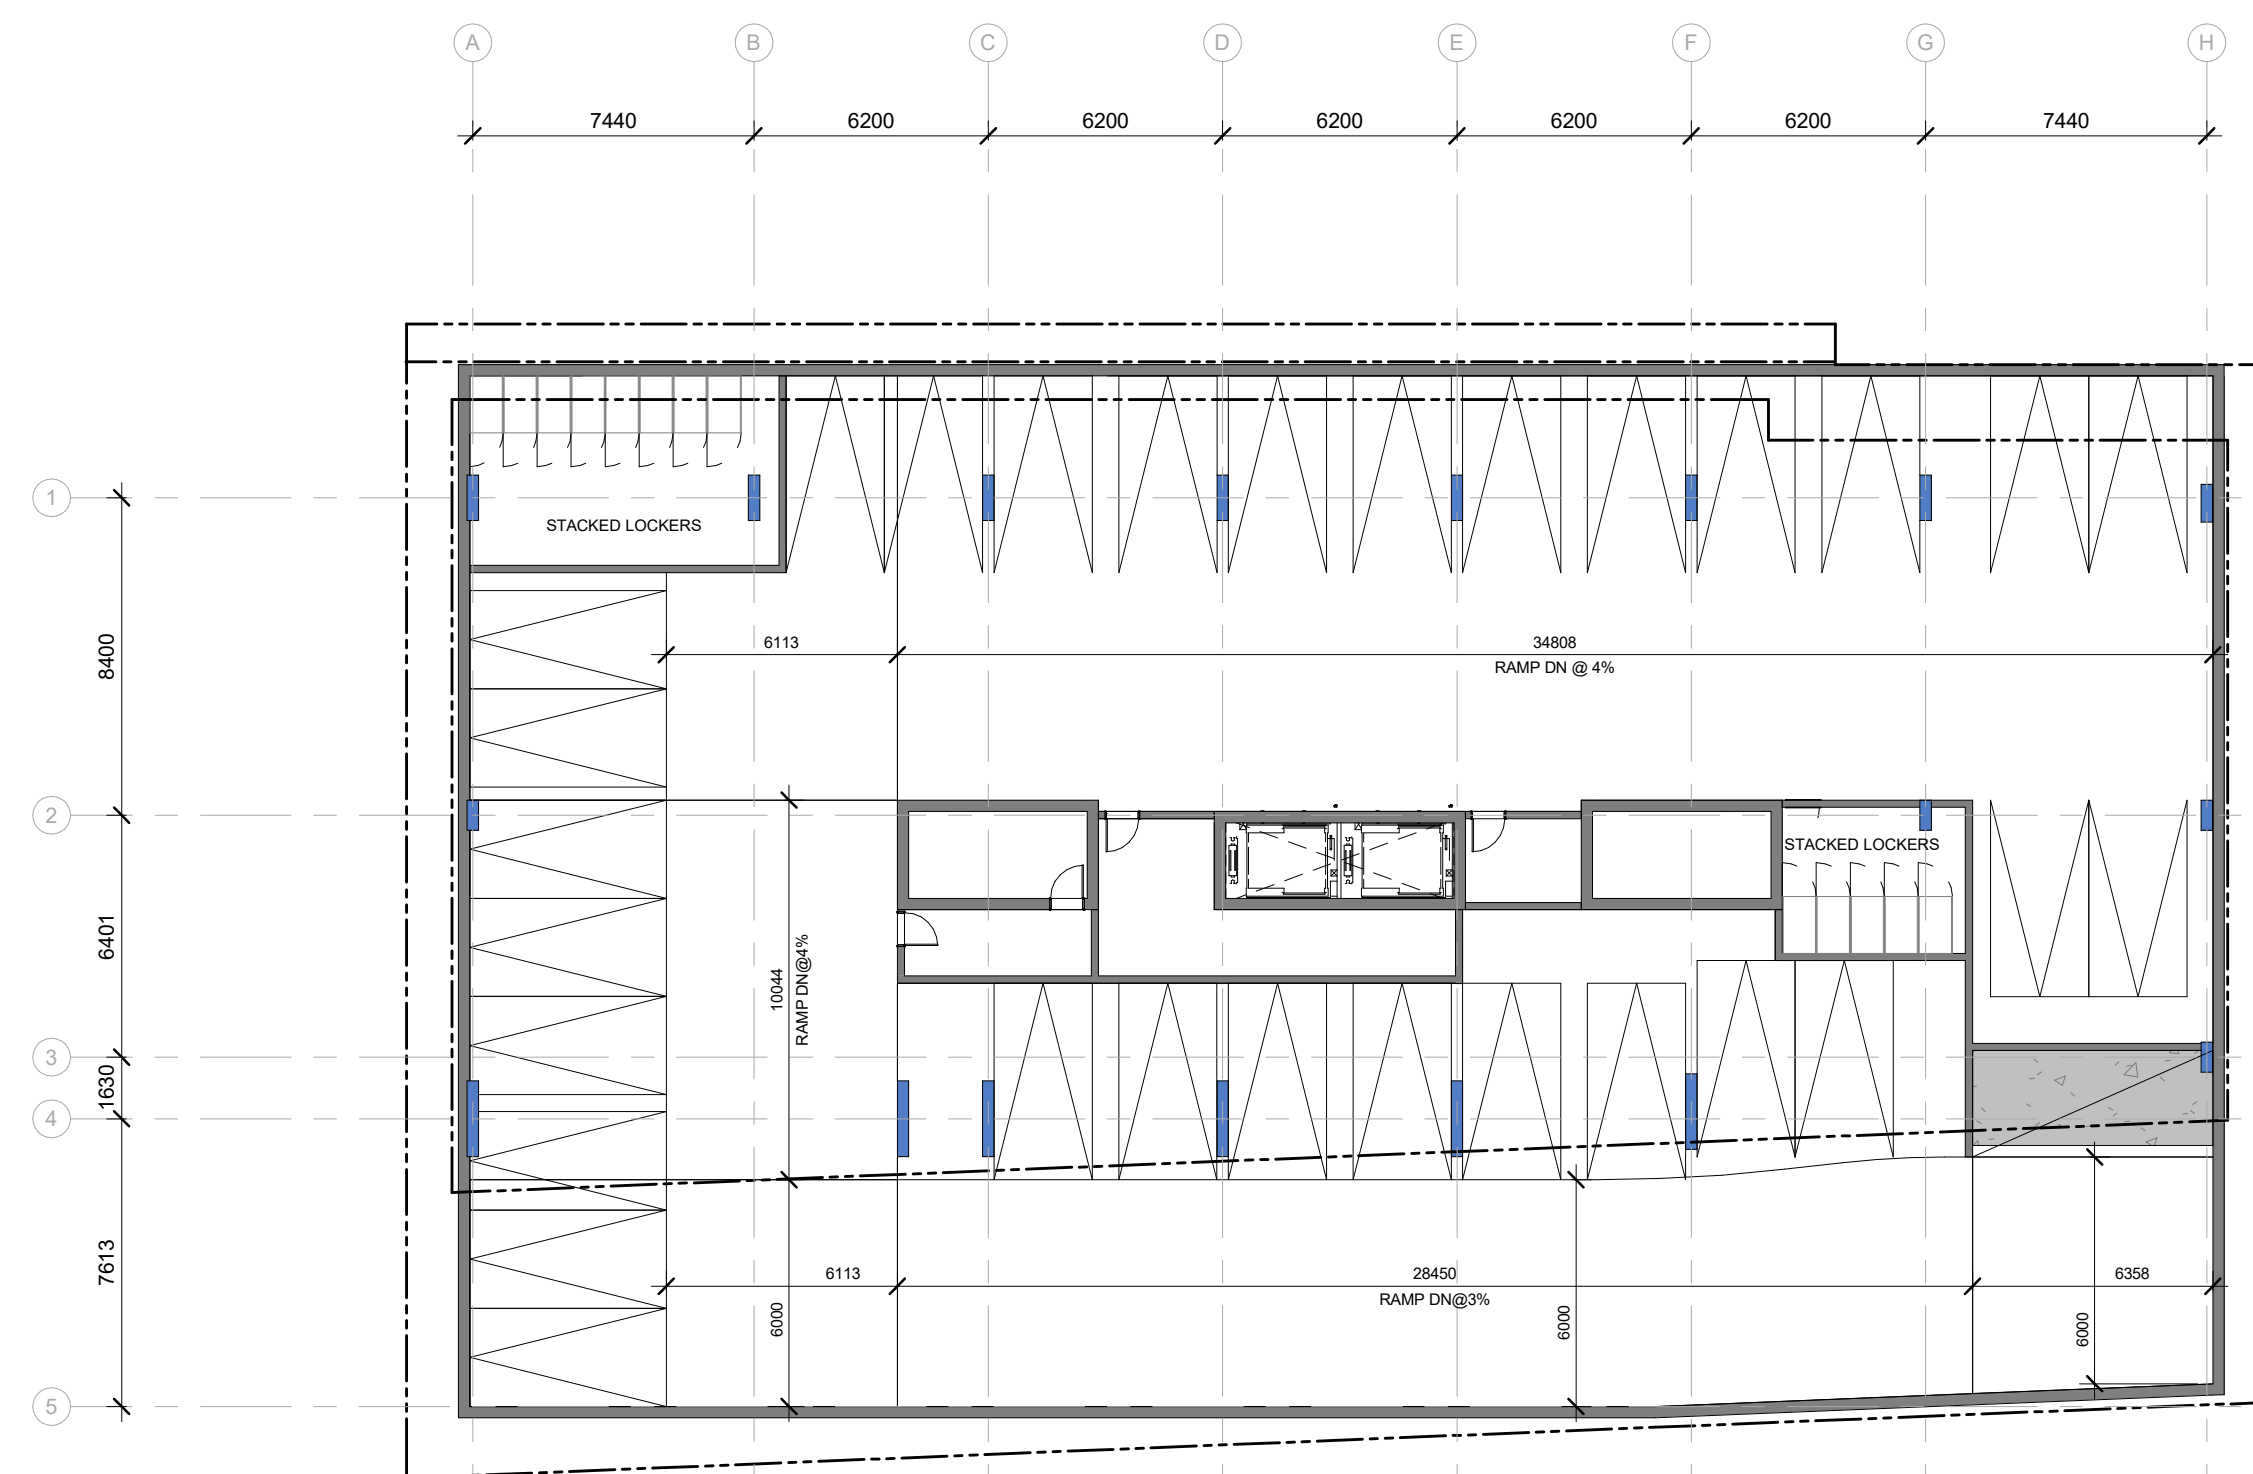 A B C D E F G H
7440 6200 6200 6200 6200 6200 7440
1
STACKED LOCKERS
8400
6113 34808
RAMP DN @ 4%
2
STACKED LOCKERS
6401
10044
RAMP DN@4%
3
1630
4
7613
6113 28450 6358
RAMP DN@3%
6000 6000 6000
5